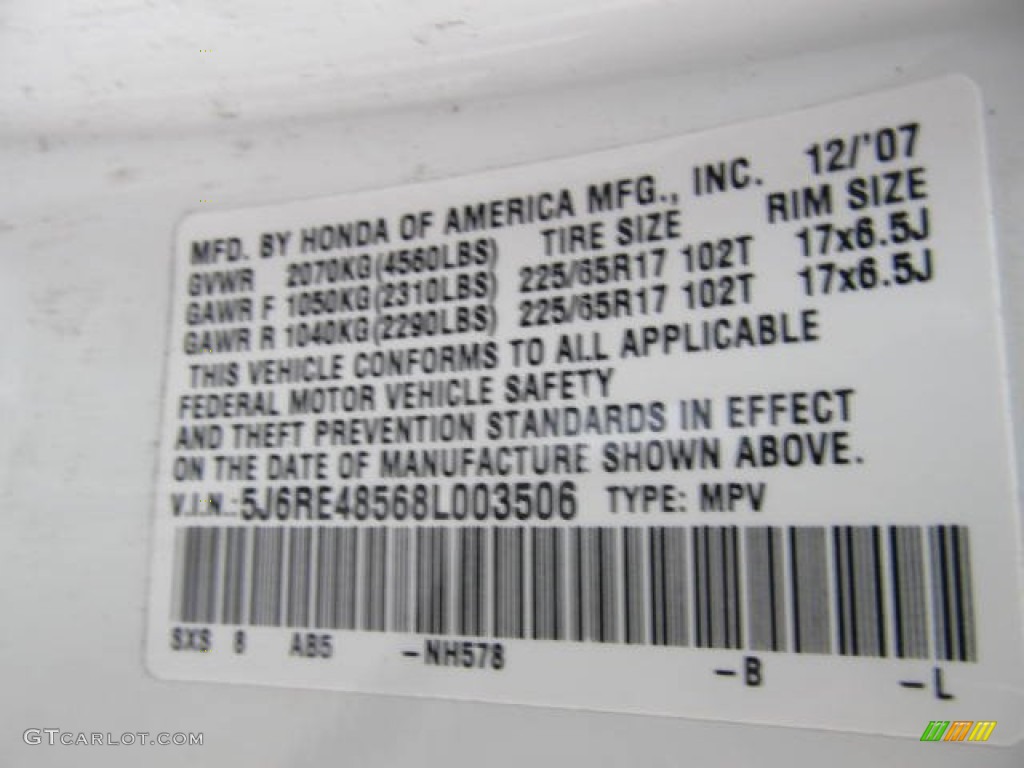 MFD. BY HONDA OF AMERICA MFG., INC. 12/'07
GVWR 2070KG(4560LBS) TIRE SIZE RIM SIZE
GAWR F 1050KG(2310LBS) 225/65R17 102T 17x6.5J
GAWR R 1040KG(2290LBS) 225/65R17 102T 17x6.5J
THIS VEHICLE CONFORMS TO ALL APPLICABLE
FEDERAL MOTOR VEHICLE SAFETY
AND THEFT PREVENTION STANDARDS IN EFFECT
ON THE DATE OF MANUFACTURE SHOWN ABOVE.
V.I.N.:5J6RE48568L003506 TYPE: MPV
SXS 8 AB5 -NH578 -B -L
GTCARLOT.COM